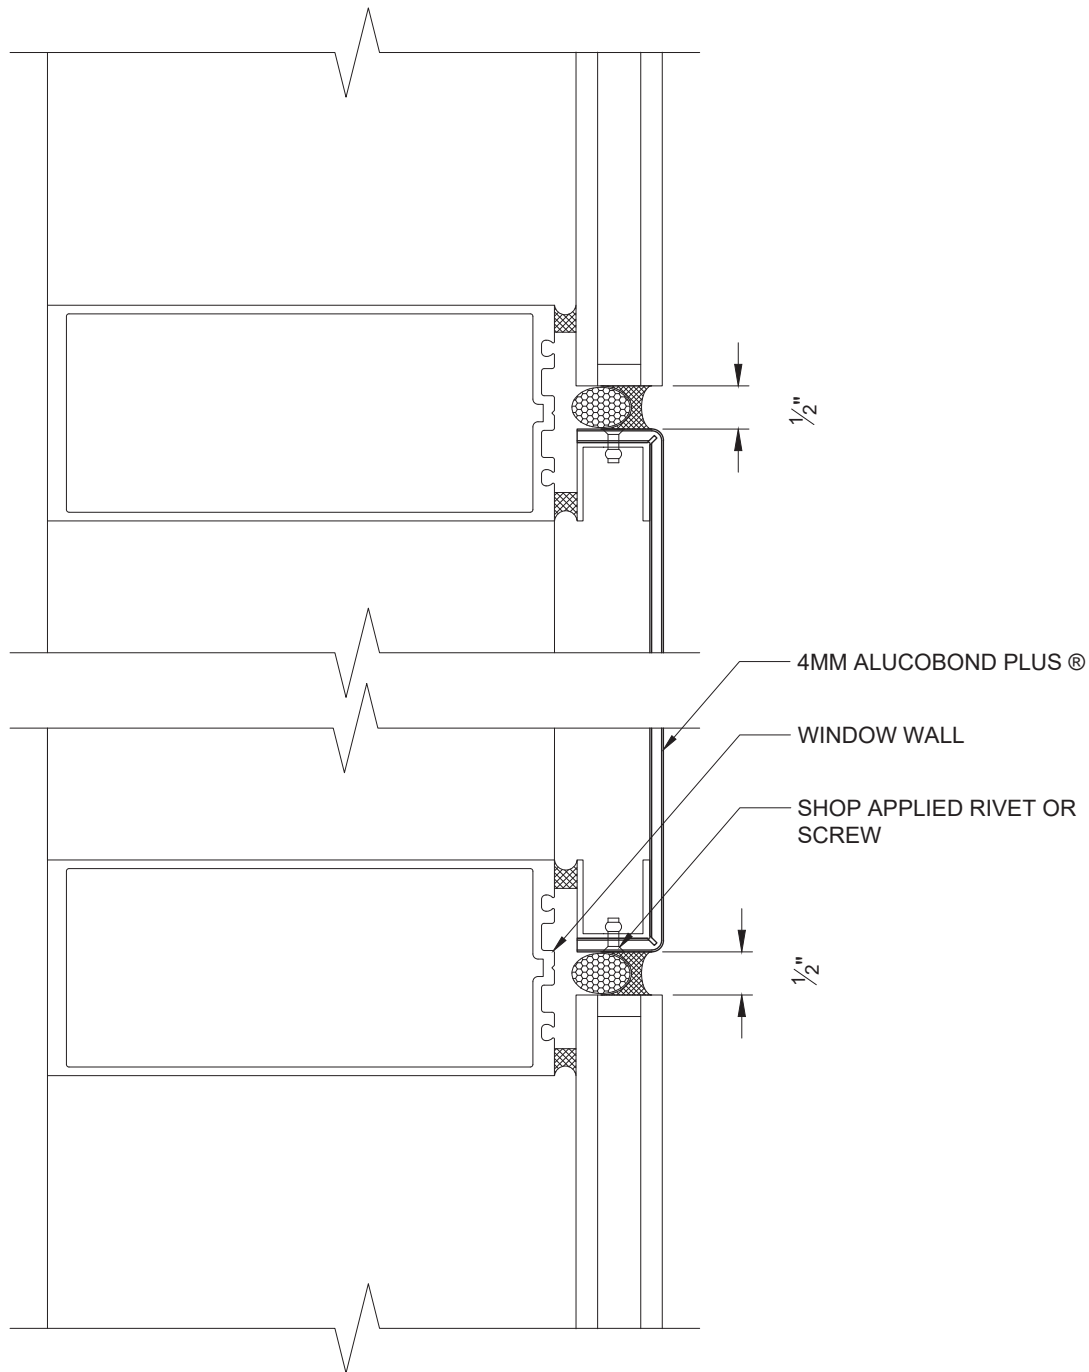 ½"
4MM ALUCOBOND PLUS ®
WINDOW WALL
SHOP APPLIED RIVET OR
SCREW
½"